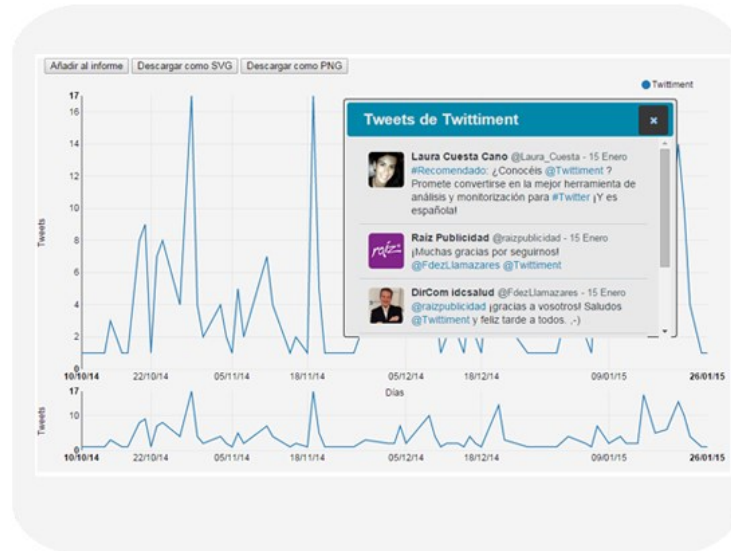 Añadir al informe Descargar como SVG Descargar como PNG
Twittiment
17
16
14
12
10
8
6
4
2
0
Tweets
10/10/14 22/10/14 05/11/14 18/11/14 05/12/14 18/12/14 09/01/15 26/01/15
Días
Tweets de Twittiment
×
Laura Cuesta Cano @Laura_Cuesta - 15 Enero
#Recomendado: ¿Conocéis @Twittiment ?
Promete convertirse en la mejor herramienta de
análisis y monitorización para #Twitter ¡Y es
española!
raíz
Raíz Publicidad @raizpublicidad - 15 Enero
¡Muchas gracias por seguirnos!
@FdezLlamazares @Twittiment
DirCom idcsalud @FdezLlamazares - 15 Enero
@raizpublicidad ¡gracias a vosotros! Saludos
@Twittiment y feliz tarde a todos. ,-)
17
10
0
Tweets
10/10/14 22/10/14 05/11/14 18/11/14 05/12/14 18/12/14 09/01/15 26/01/15